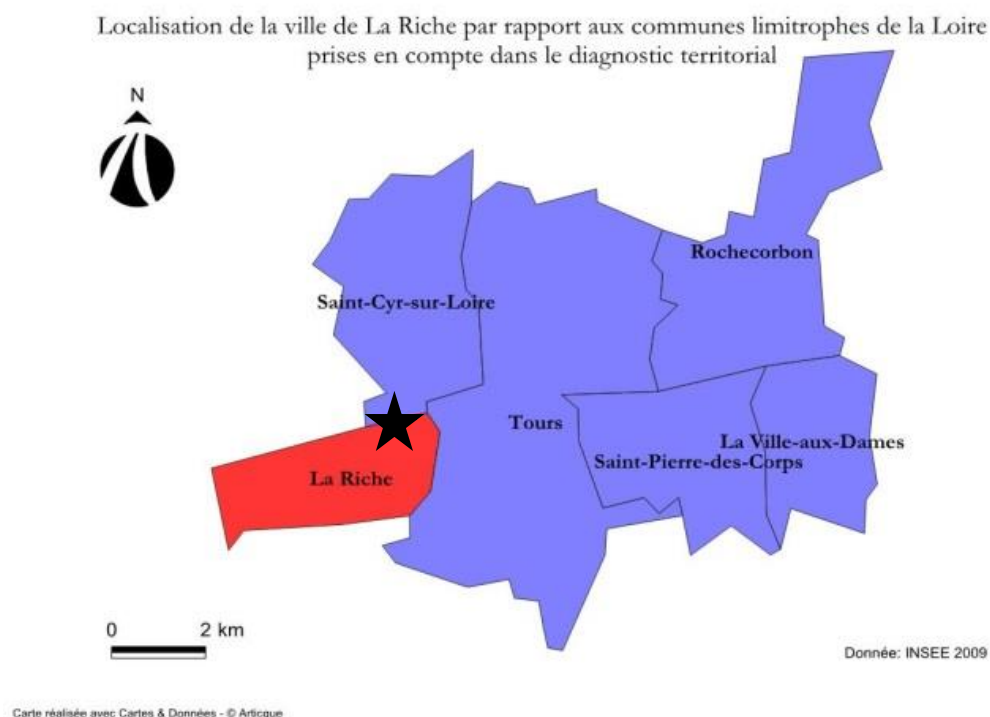 Localisation de la ville de La Riche par rapport aux communes limitrophes de la Loire
prises en compte dans le diagnostic territorial
N
Rochecorbon
Saint-Cyr-sur-Loire
Tours
La Ville-aux-Dames
Saint-Pierre-des-Corps
La Riche
0 2 km
Donnée: INSEE 2009
Carte réalisée avec Cartes & Données - © Articque